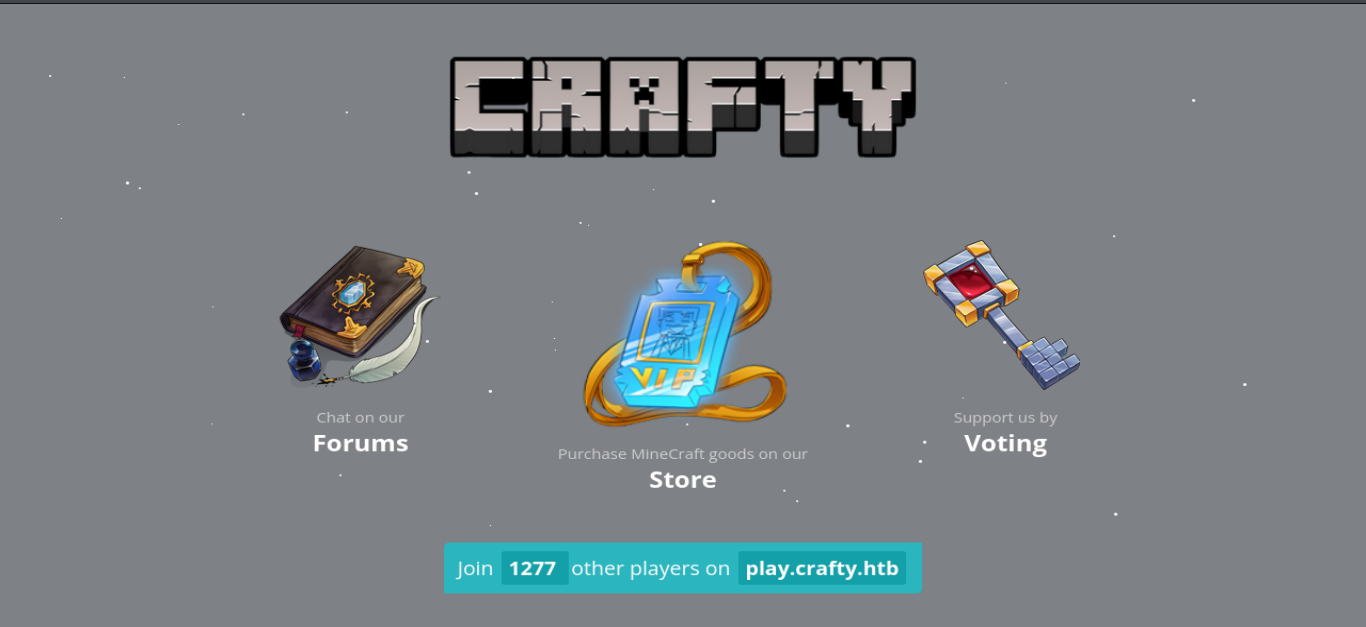 CRAFTY
VIP
Chat on our
Forums
Purchase MineCraft goods on our
Store
Support us by
Voting
Join 1277 other players on play.crafty.htb